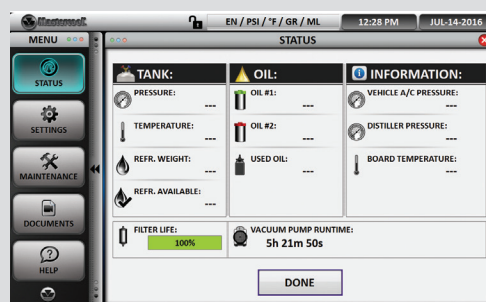 Mastercool EN / PSI / °F / GR / ML 12:28 PM JUL-14-2016
MENU STATUS
TANK: OIL: INFORMATION:
STATUS
PRESSURE: ---
OIL #1: ---
VEHICLE A/C PRESSURE: ---
SETTINGS
TEMPERATURE: ---
OIL #2: ---
DISTILLER PRESSURE: ---
MAINTENANCE
REFR. WEIGHT: ---
USED OIL: ---
BOARD TEMPERATURE: ---
REFR. AVAILABLE: ---
DOCUMENTS
FILTER LIFE: 100%
VACUUM PUMP RUNTIME:
5h 21m 50s
HELP
DONE